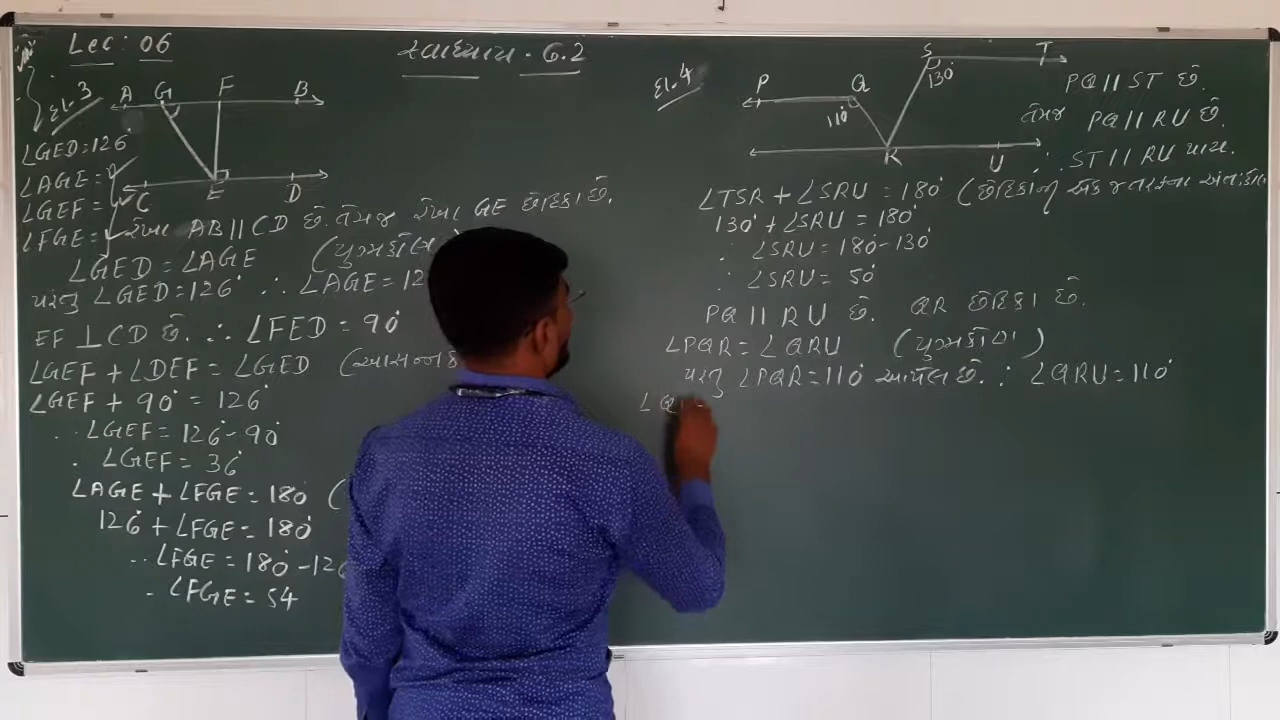 Lec: 06
સ્વાધ્યાય - 6.2
દા.3
A G F B
C E D
∠GED=126°
∠AGE=
∠GEF=
∠FGE=
રેખા AB || CD છે. તેમજ રેખા GE છેદિકા છે.
∠GED = ∠AGE (યુગ્મકોણ
પરંતુ ∠GED=126° ∴ ∠AGE=12
EF ⊥ CD છે. ∴ ∠FED = 90°
∠GEF + ∠DEF = ∠GED (આસન્નક
∠GEF + 90° = 126°
∴ ∠GEF = 126°-90°
∴ ∠GEF = 36°
∠AGE + ∠FGE = 180° (
126° + ∠FGE = 180°
∴ ∠FGE = 180° -126
∴ ∠FGE = 54
દા.4
P Q S T
110° 130°
R U
PQ || ST છે.
તેમજ PQ || RU છે.
∴ ST || RU થાય.
∠TSR + ∠SRU = 180° (છેદિકાની એક જ તરફના અંતઃકોણ
130° + ∠SRU = 180°
∴ ∠SRU = 180°-130°
∴ ∠SRU = 50°
PQ || RU છે. QR છેદિકા છે.
∠PQR = ∠QRU (યુગ્મકોણ)
પરંતુ ∠PQR = 110° આપેલ છે. ∴ ∠QRU = 110°
∠Q